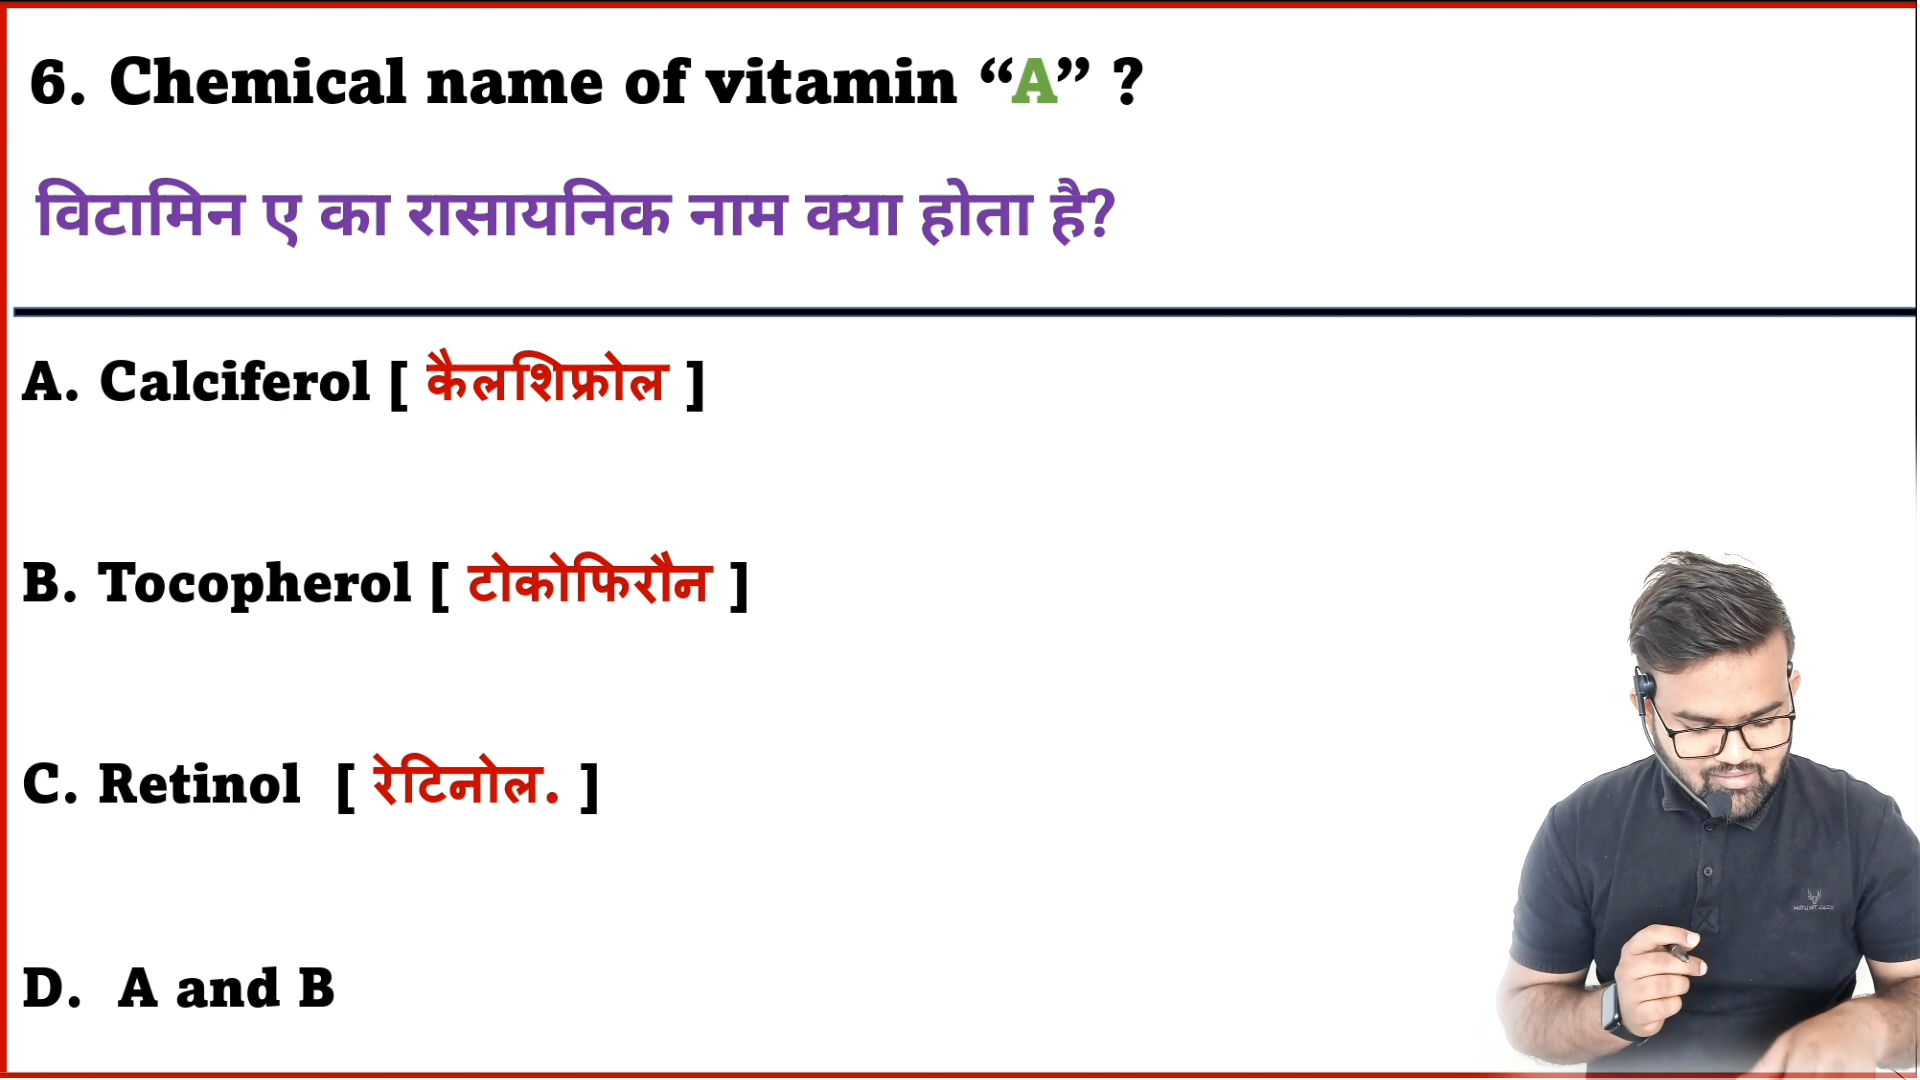 6. Chemical name of vitamin “A” ?
विटामिन ए का रासायनिक नाम क्या होता है?
A. Calciferol [ कैलशिफ्रोल ]
B. Tocopherol [ टोकोफिरौन ]
C. Retinol [ रेटिनोल. ]
D. A and B